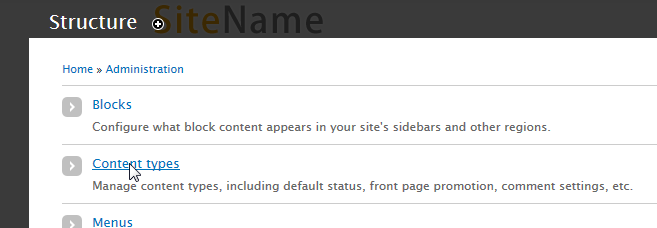 Structure
SiteName
Home » Administration
Blocks
Configure what block content appears in your site's sidebars and other regions.
Content types
Manage content types, including default status, front page promotion, comment settings, etc.
Menus